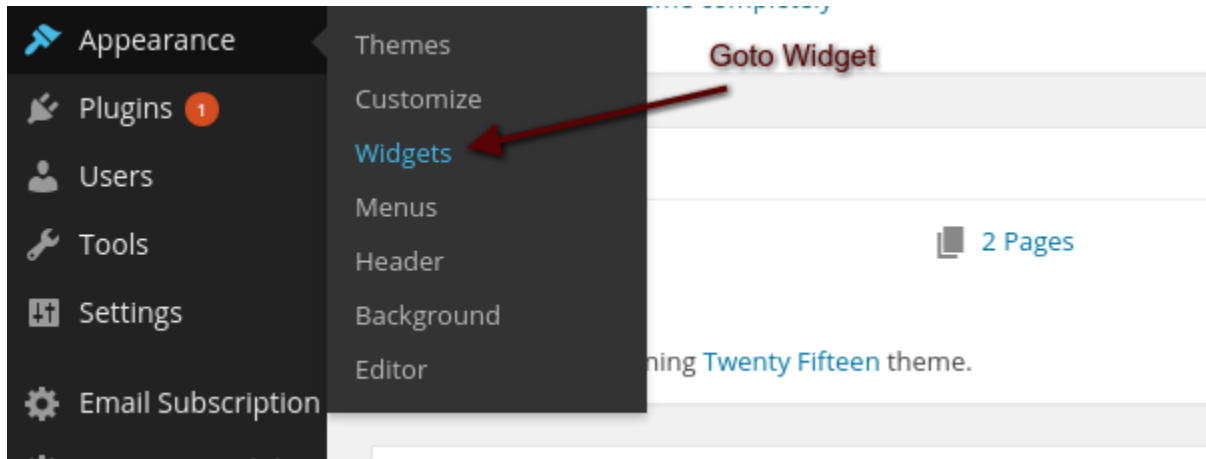 Appearance
Plugins 1
Users
Tools
Settings
Email Subscription
Themes
Customize
Widgets
Menus
Header
Background
Editor
completely
Goto Widget
2 Pages
ning Twenty Fifteen theme.